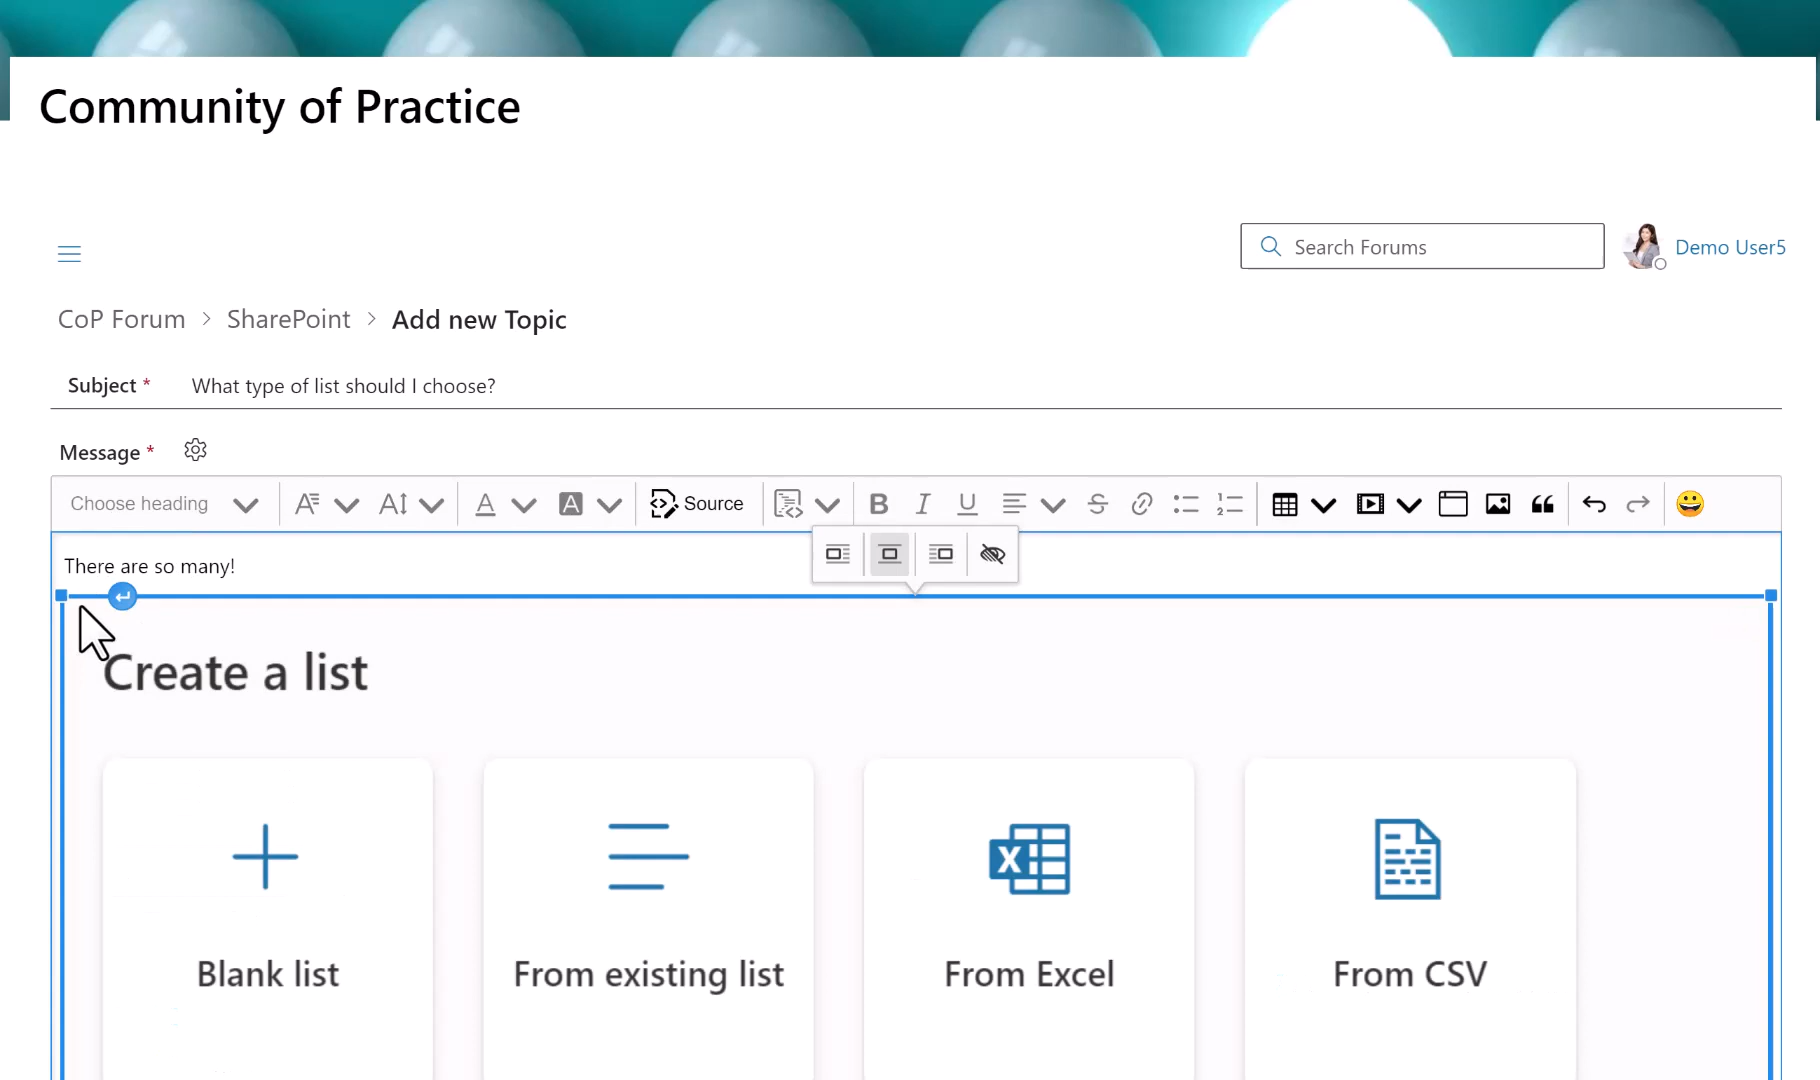 Community of Practice
Search Forums
Demo User5
CoP Forum > SharePoint > Add new Topic
Subject * What type of list should I choose?
Message *
Choose heading
Source
There are so many!
Create a list
Blank list
From existing list
From Excel
From CSV